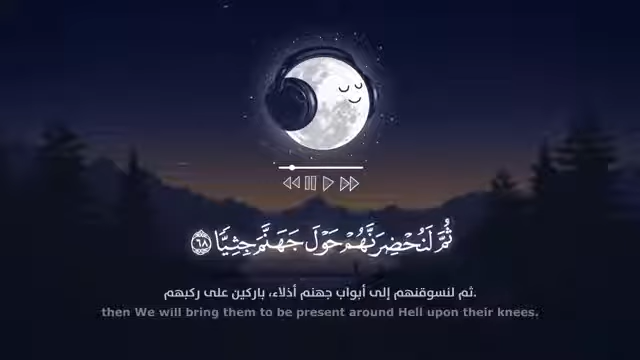 ثُمَّ لَنُحْضِرَنَّهُمْ حَوْلَ جَهَنَّمَ جِثِيًّا ٦٨
ثم لنسوقنهم إلى أبواب جهنم أذلاء، باركين على ركبهم.
then We will bring them to be present around Hell upon their knees.